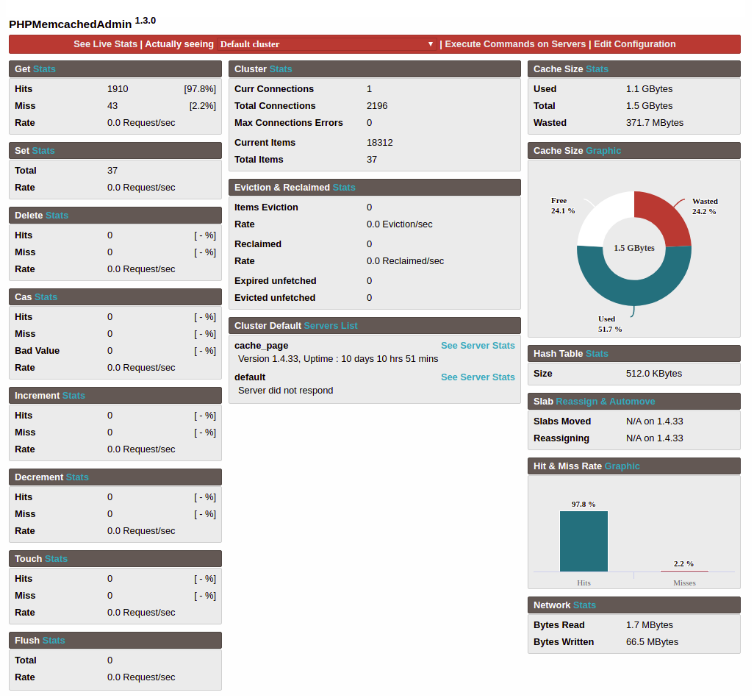 PHPMemcachedAdmin 1.3.0
See Live Stats | Actually seeing Default cluster ▼ | Execute Commands on Servers | Edit Configuration
Get Stats
Hits 1910 [97.8%]
Miss 43 [2.2%]
Rate 0.0 Request/sec
Set Stats
Total 37
Rate 0.0 Request/sec
Delete Stats
Hits 0 [ - %]
Miss 0 [ - %]
Rate 0.0 Request/sec
Cas Stats
Hits 0 [ - %]
Miss 0 [ - %]
Bad Value 0 [ - %]
Rate 0.0 Request/sec
Increment Stats
Hits 0 [ - %]
Miss 0 [ - %]
Rate 0.0 Request/sec
Decrement Stats
Hits 0 [ - %]
Miss 0 [ - %]
Rate 0.0 Request/sec
Touch Stats
Hits 0 [ - %]
Miss 0 [ - %]
Rate 0.0 Request/sec
Flush Stats
Total 0
Rate 0.0 Request/sec
Cluster Stats
Curr Connections 1
Total Connections 2196
Max Connections Errors 0
Current Items 18312
Total Items 37
Eviction & Reclaimed Stats
Items Eviction 0
Rate 0.0 Eviction/sec
Reclaimed 0
Rate 0.0 Reclaimed/sec
Expired unfetched 0
Evicted unfetched 0
Cluster Default Servers List
cache_page See Server Stats
Version 1.4.33, Uptime : 10 days 10 hrs 51 mins
default See Server Stats
Server did not respond
Cache Size Stats
Used 1.1 GBytes
Total 1.5 GBytes
Wasted 371.7 MBytes
Cache Size Graphic
Free
24.1 %
Wasted
24.2 %
1.5 GBytes
Used
51.7 %
Hash Table Stats
Size 512.0 KBytes
Slab Reassign & Automove
Slabs Moved N/A on 1.4.33
Reassigning N/A on 1.4.33
Hit & Miss Rate Graphic
97.8 %
2.2 %
Hits Misses
Network Stats
Bytes Read 1.7 MBytes
Bytes Written 66.5 MBytes